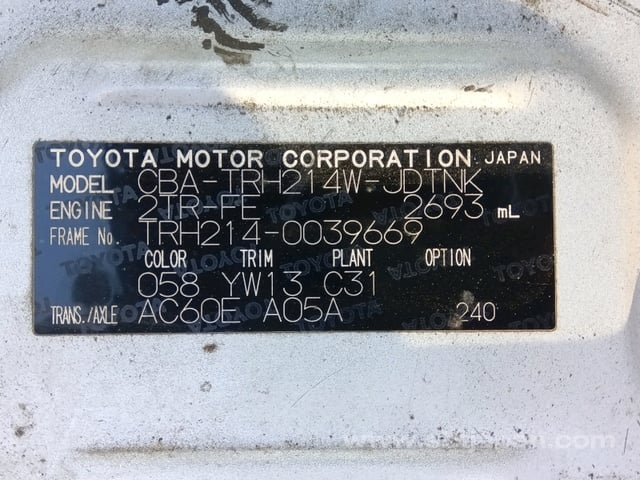 TOYOTA MOTOR CORPORATION JAPAN
MODEL CBA-TRH214W-JDTNK
ENGINE 2TR-FE 2693 mL
FRAME No. TRH214-0039669
COLOR TRIM PLANT OPTION
058 YW13 C31
TRANS./AXLE AC60E A05A 240